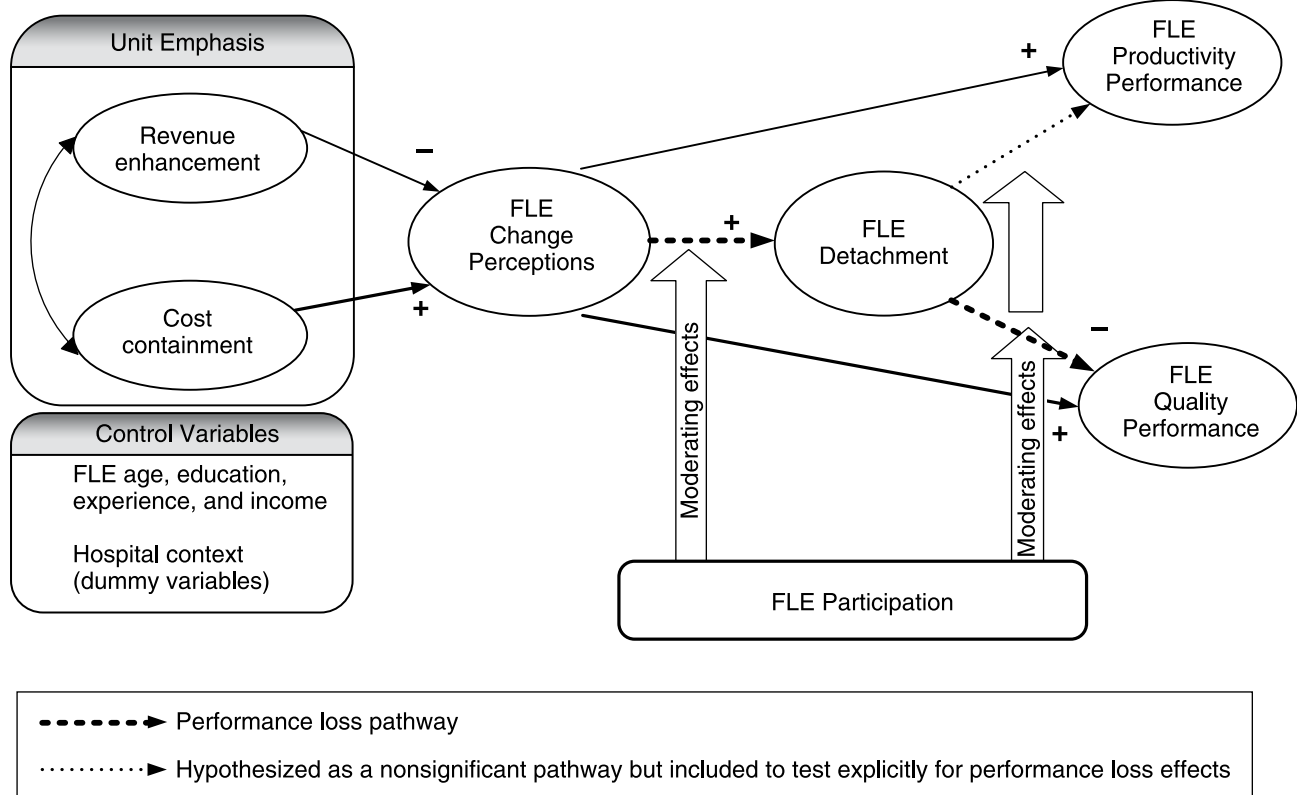 Unit Emphasis
Revenue
enhancement
Cost
containment
Control Variables
FLE age, education,
experience, and income
Hospital context
(dummy variables)
–
+
FLE
Change
Perceptions
+
FLE
Detachment
+
FLE
Productivity
Performance
–
+
FLE
Quality
Performance
Moderating effects
Moderating effects
FLE Participation
Performance loss pathway
Hypothesized as a nonsignificant pathway but included to test explicitly for performance loss effects